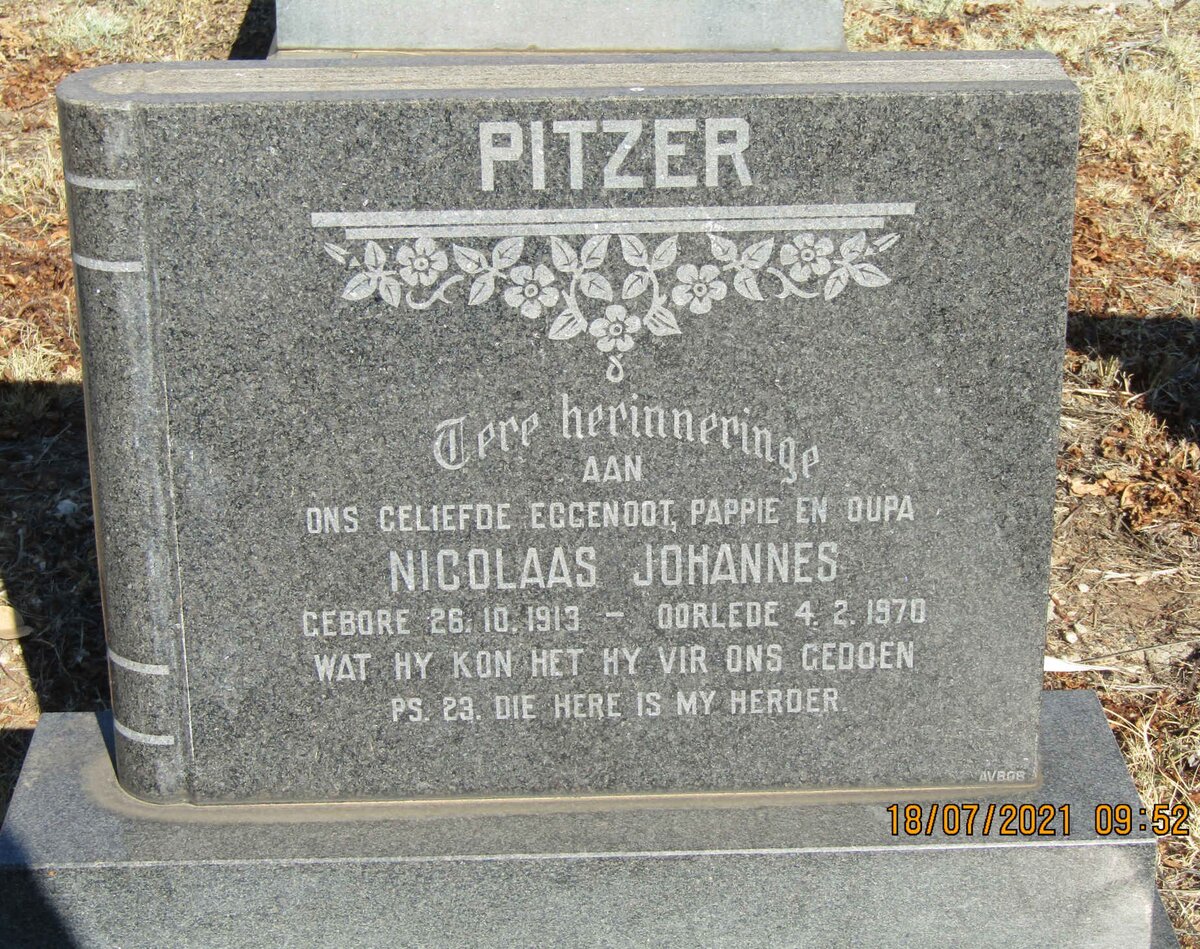 PITZER
Tere herinneringe
AAN
ONS GELIEFDE EGGENOOT, PAPPIE EN OUPA
NICOLAAS JOHANNES
GEBORE 26.10.1913 – OORLEDE 4.2.1970
WAT HY KON HET HY VIR ONS GEDOEN
PS. 23. DIE HERE IS MY HERDER.
AVBOB
18/07/2021 09:52